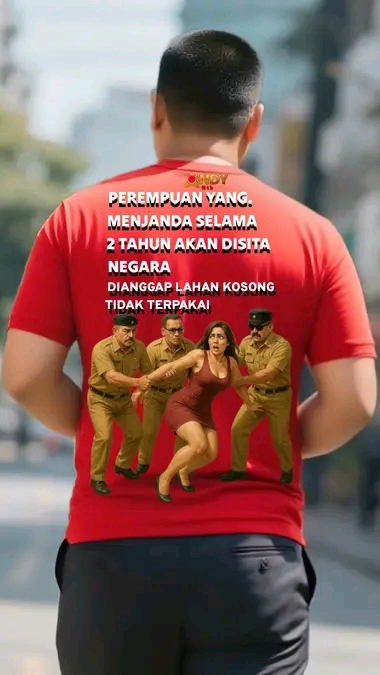 PEREMPUAN YANG.
MENJANDA SELAMA
2 TAHUN AKAN DISITA
NEGARA
DIANGGAP LAHAN KOSONG
TIDAK TERPAKAI